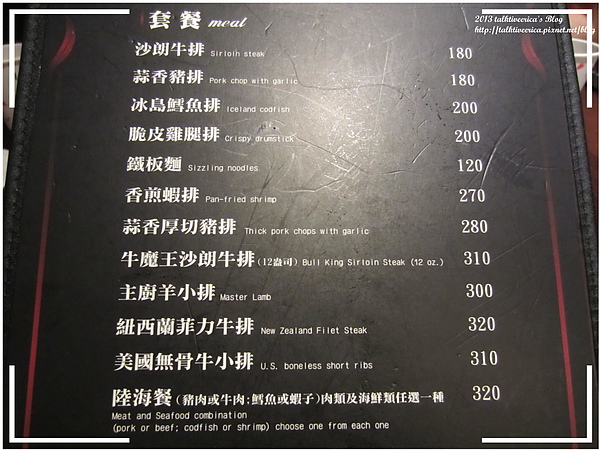 2013 talktiveerica's Blog
http://talktiveerica.pixnet.net/blog
套餐 meal
沙朗牛排 Sirloin steak 180
蒜香豬排 Pork chop with garlic 180
冰島鱈魚排 Iceland codfish 200
脆皮雞腿排 Crispy drumstick 200
鐵板麵 Sizzling noodles 120
香煎蝦排 Pan-fried shrimp 270
蒜香厚切豬排 Thick pork chops with garlic 280
牛魔王沙朗牛排(12盎司) Bull King Sirloin Steak (12 oz.) 310
主廚羊小排 Master Lamb 300
紐西蘭菲力牛排 New Zealand Filet Steak 320
美國無骨牛小排 U.S. boneless short ribs 310
陸海餐(豬肉或牛肉:鱈魚或蝦子)肉類及海鮮類任選一種 320
Meat and Seafood combination
(pork or beef; codfish or shrimp) choose one from each one